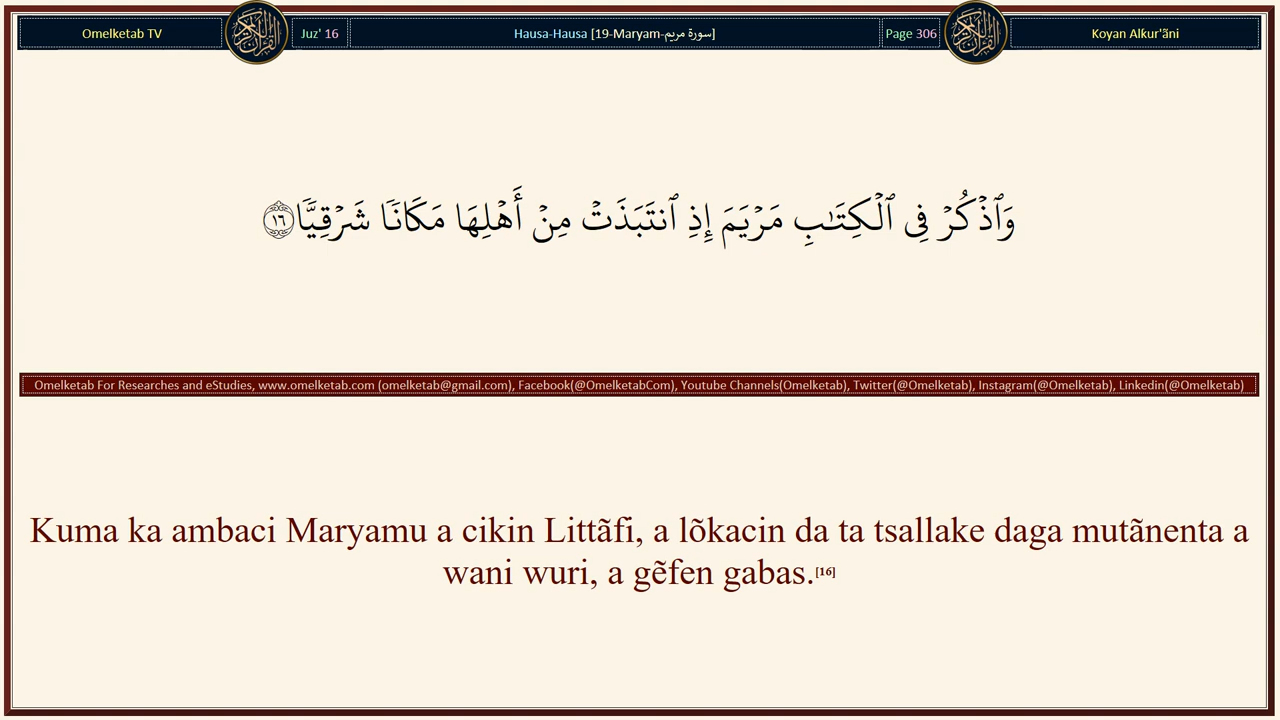 Omelketab TV
Juz' 16
Hausa-Hausa [19-Maryam-سورة مريم]
Page 306
Koyan Alƙur'ãni
وَٱذۡكُرۡ فِى ٱلۡكِتَـٰبِ مَرۡيَمَ إِذِ ٱنتَبَذَتۡ مِنۡ أَهۡلِهَا مَكَانًۭا شَرۡقِيًّۭا ١٦
Omelketab For Researches and eStudies, www.omelketab.com (omelketab@gmail.com), Facebook(@OmelketabCom), Youtube Channels(Omelketab), Twitter(@Omelketab), Instagram(@Omelketab), Linkedin(@Omelketab)
Kuma ka ambaci Maryamu a cikin Littãfi, a lõkacin da ta tsallake daga mutãnenta a
wani wuri, a gẽfen gabas.[16]